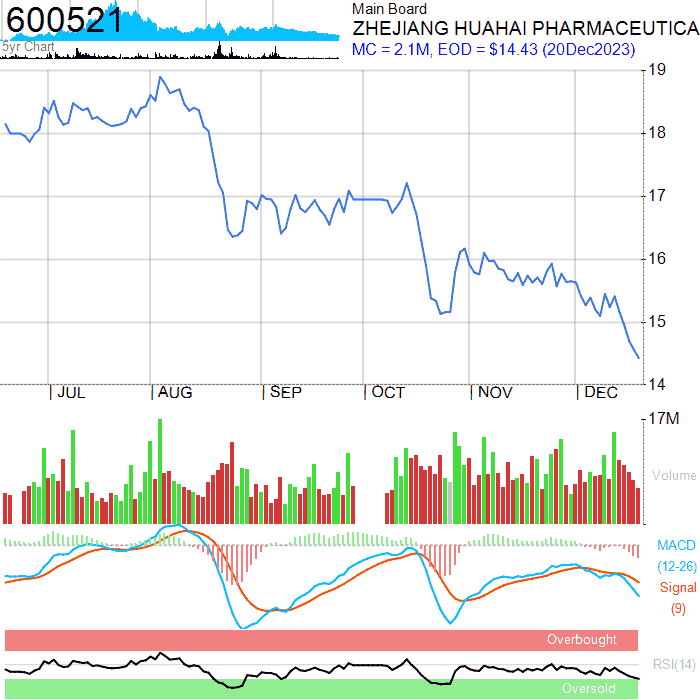 600521
5yr Chart
Main Board
ZHEJIANG HUAHAI PHARMACEUTICA
MC = 2.1M, EOD = $14.43 (20Dec2023)
19
18
17
16
15
14
JUL AUG SEP OCT NOV DEC
17M
Volume
MACD
(12-26)
Signal
(9)
Overbought
RSI(14)
Oversold